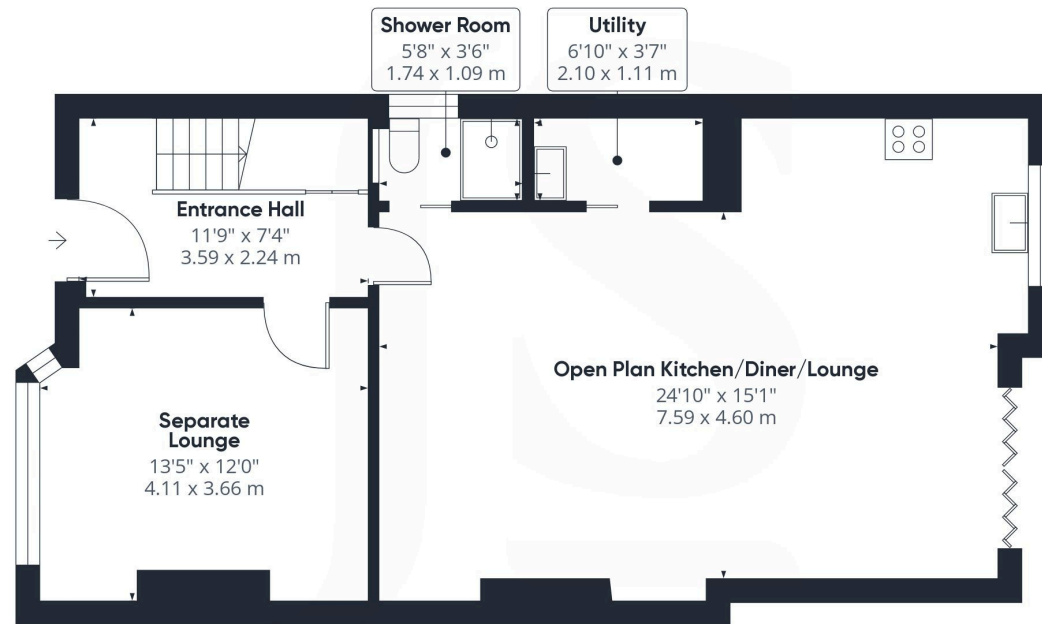 Shower Room
5'8" x 3'6"
1.74 x 1.09 m
Utility
6'10" x 3'7"
2.10 x 1.11 m
Entrance Hall
11'9" x 7'4"
3.59 x 2.24 m
Open Plan Kitchen/Diner/Lounge
24'10" x 15'1"
7.59 x 4.60 m
Separate
Lounge
13'5" x 12'0"
4.11 x 3.66 m